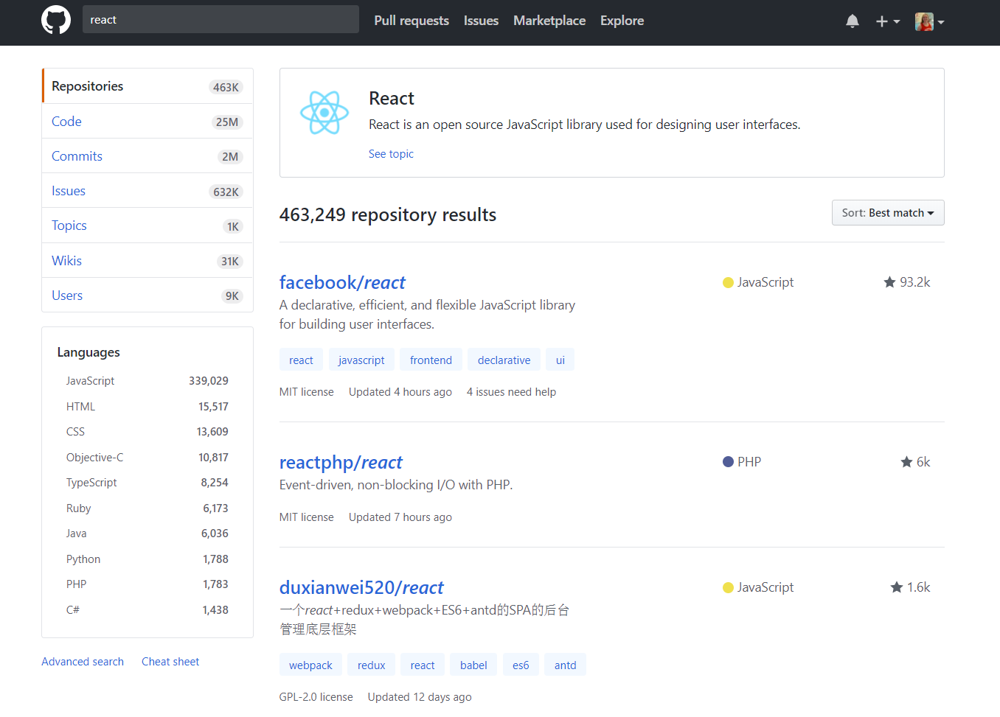 react
Pull requests Issues Marketplace Explore
Repositories 463K
Code 25M
Commits 2M
Issues 632K
Topics 1K
Wikis 31K
Users 9K
Languages
JavaScript 339,029
HTML 15,517
CSS 13,609
Objective-C 10,817
TypeScript 8,254
Ruby 6,173
Java 6,036
Python 1,788
PHP 1,783
C# 1,438
Advanced search Cheat sheet
React
React is an open source JavaScript library used for designing user interfaces.
See topic
463,249 repository results
Sort: Best match
facebook/react JavaScript 93.2k
A declarative, efficient, and flexible JavaScript library
for building user interfaces.
react javascript frontend declarative ui
MIT license Updated 4 hours ago 4 issues need help
reactphp/react PHP 6k
Event-driven, non-blocking I/O with PHP.
MIT license Updated 7 hours ago
duxianwei520/react JavaScript 1.6k
一个react+redux+webpack+ES6+antd的SPA的后台
管理底层框架
webpack redux react babel es6 antd
GPL-2.0 license Updated 12 days ago